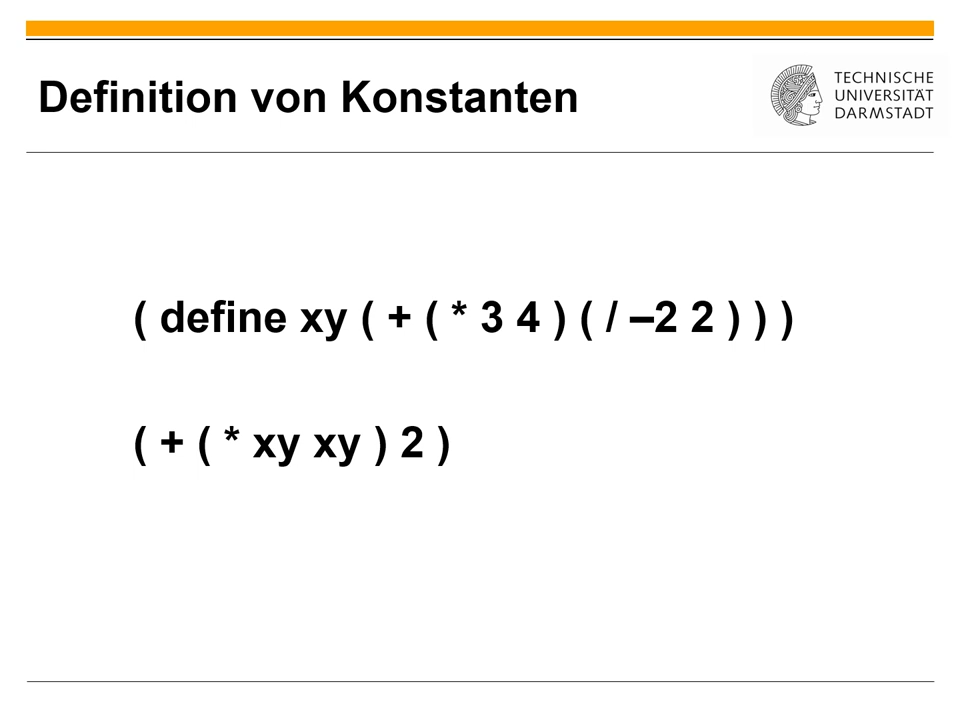 Definition von Konstanten
TECHNISCHE
UNIVERSITÄT
DARMSTADT
( define xy ( + ( * 3 4 ) ( / –2 2 ) ) )
( + ( * xy xy ) 2 )